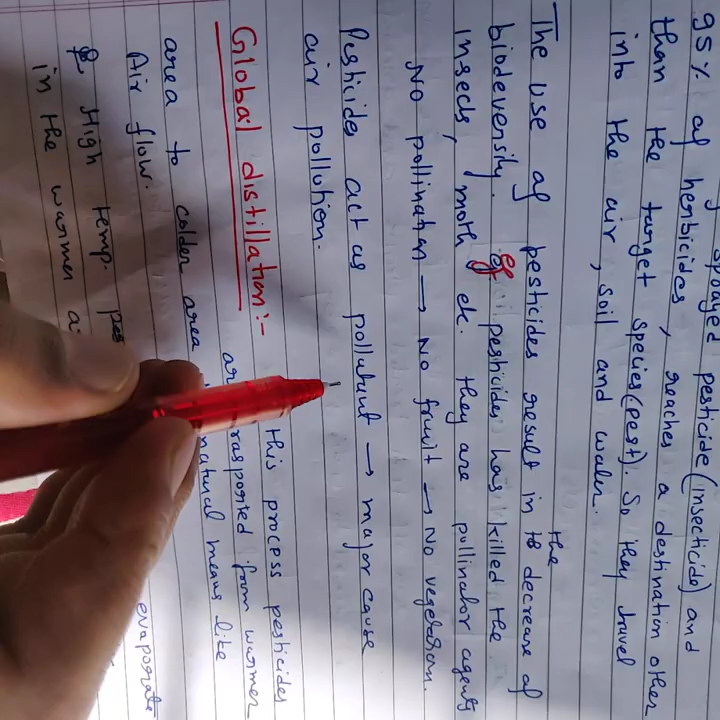 sprayed pesticide (insecticide) and
95% of herbicides, reaches a destination other
than the target species (pest). So they travel
into the air, soil and water.
the
The use of pesticides result in to decrease of
biodeversity. If pesticides has killed the
insects, moth etc. they are pollinator agents
No pollination → No fruit → No vegetation.
Pesticides act as pollutant → major cause
air pollution.
Global distillation:- this process pesticides
from warmer
area to colder area natural means like
Air flow.
High temp. evaporate
in the warmer